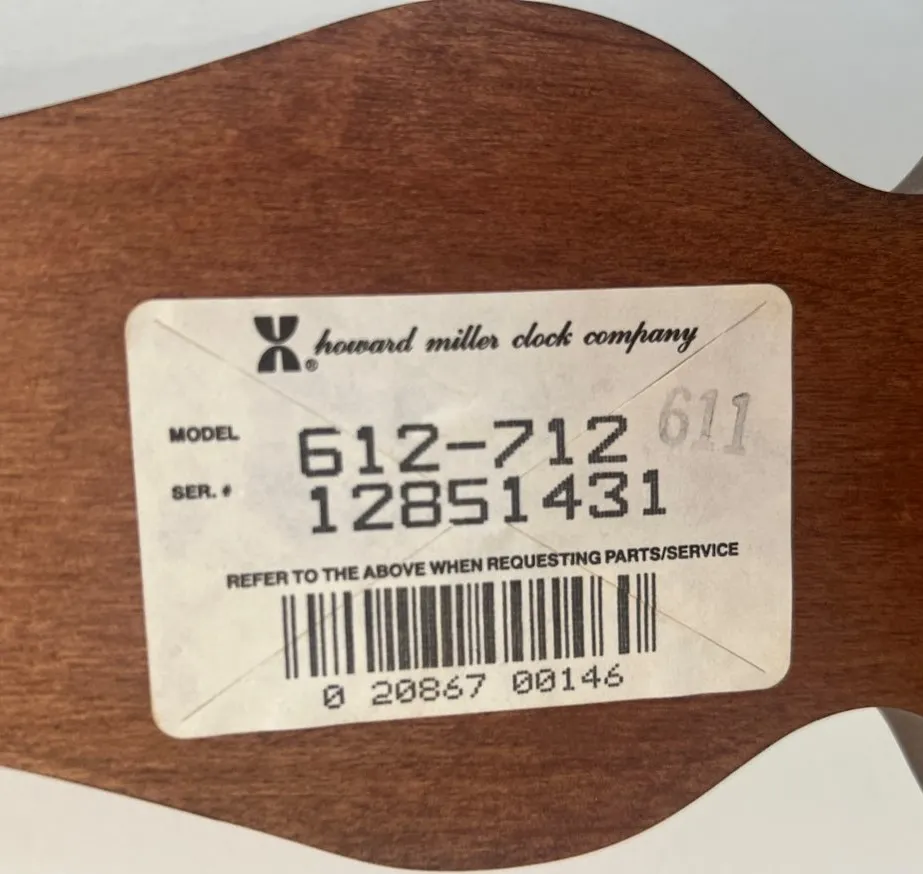 ® howard miller clock company
MODEL 612-712 611
SER. # 12851431
REFER TO THE ABOVE WHEN REQUESTING PARTS/SERVICE
0 20867 00146